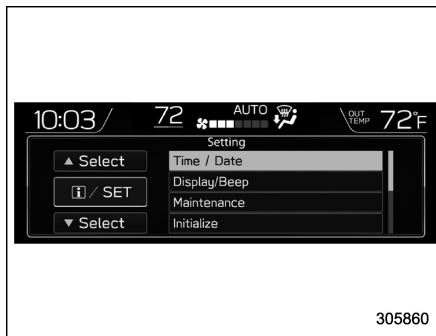 10:03 72 AUTO OUT TEMP 72°F
Setting
▲ Select
Time / Date
Display/Beep
i / SET
Maintenance
▼ Select
Initialize
305860